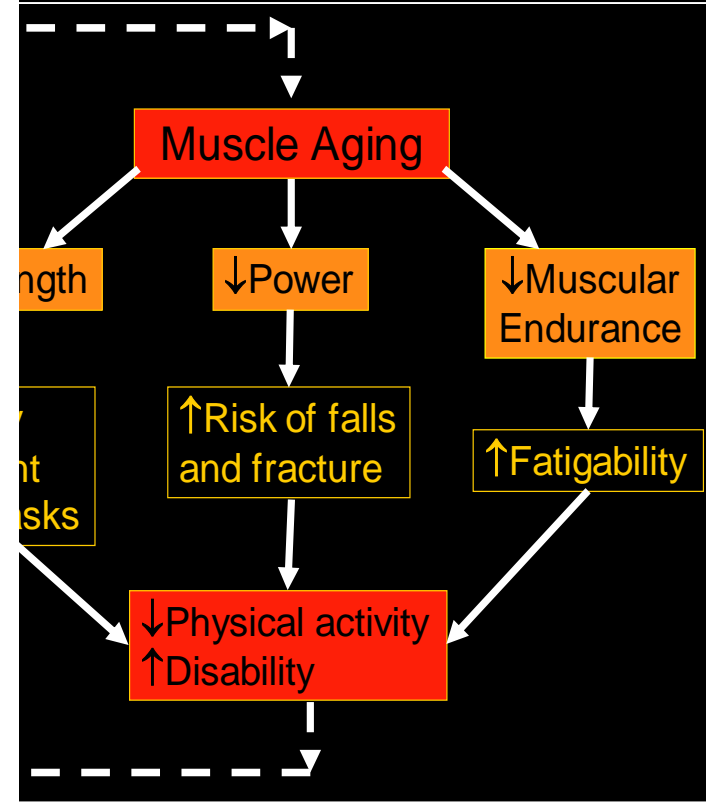 Muscle Aging
ngth
↓Power
↓Muscular
Endurance
nt
asks
↑Risk of falls
and fracture
↑Fatigability
↓Physical activity
↑Disability